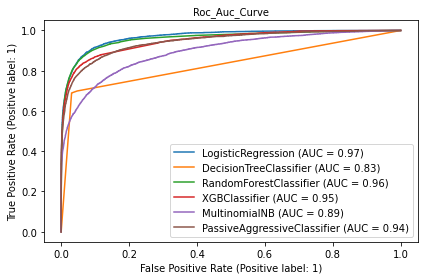 Roc_Auc_Curve
True Positive Rate (Positive label: 1)
1.0
0.8
0.6
0.4
0.2
0.0
LogisticRegression (AUC = 0.97)
DecisionTreeClassifier (AUC = 0.83)
RandomForestClassifier (AUC = 0.96)
XGBClassifier (AUC = 0.95)
MultinomialNB (AUC = 0.89)
PassiveAggressiveClassifier (AUC = 0.94)
0.0 0.2 0.4 0.6 0.8 1.0
False Positive Rate (Positive label: 1)